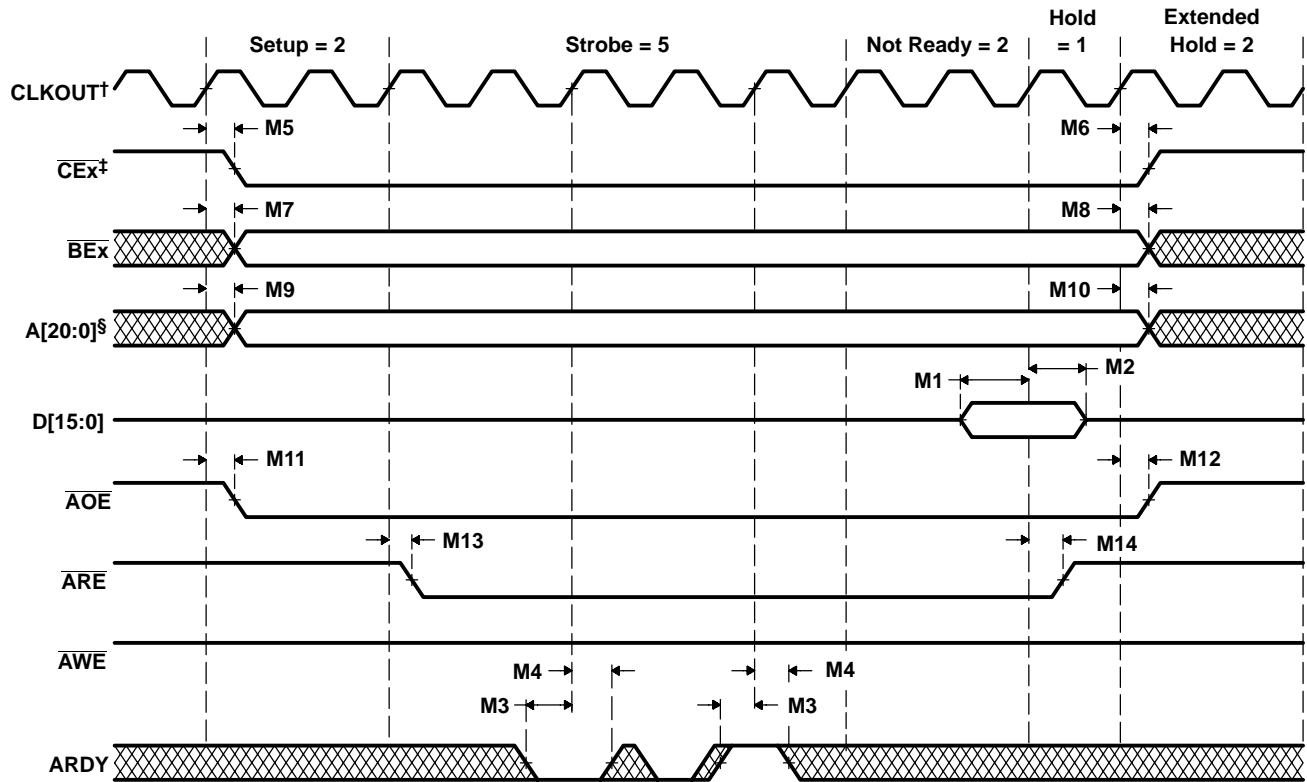 Setup = 2
Strobe = 5
Not Ready = 2
Hold
= 1
Extended
Hold = 2
CLKOUT†
M5
M6
CEx‡
M7
M8
BEx
M9
M10
A[20:0]§
M1
M2
D[15:0]
M11
M12
AOE
M13
M14
ARE
AWE
M4
M4
M3
M3
ARDY